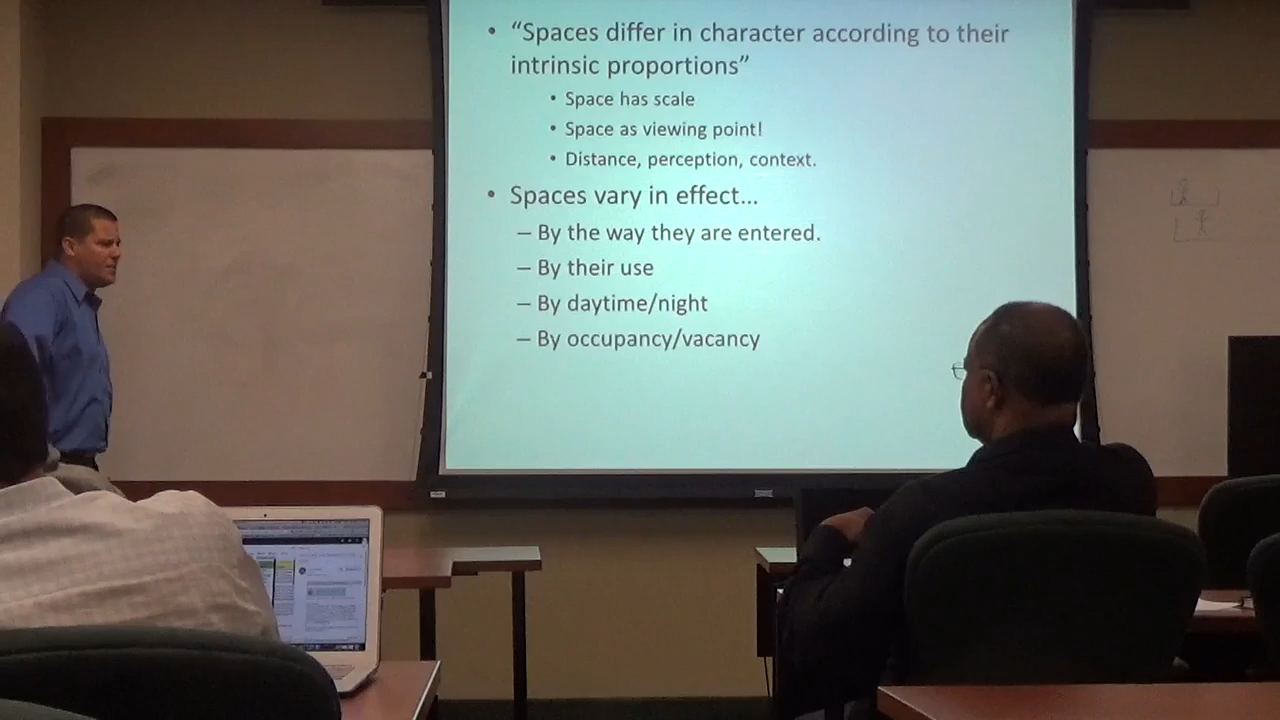 • “Spaces differ in character according to their
intrinsic proportions”
• Space has scale
• Space as viewing point!
• Distance, perception, context.
• Spaces vary in effect…
– By the way they are entered.
– By their use
– By daytime/night
– By occupancy/vacancy